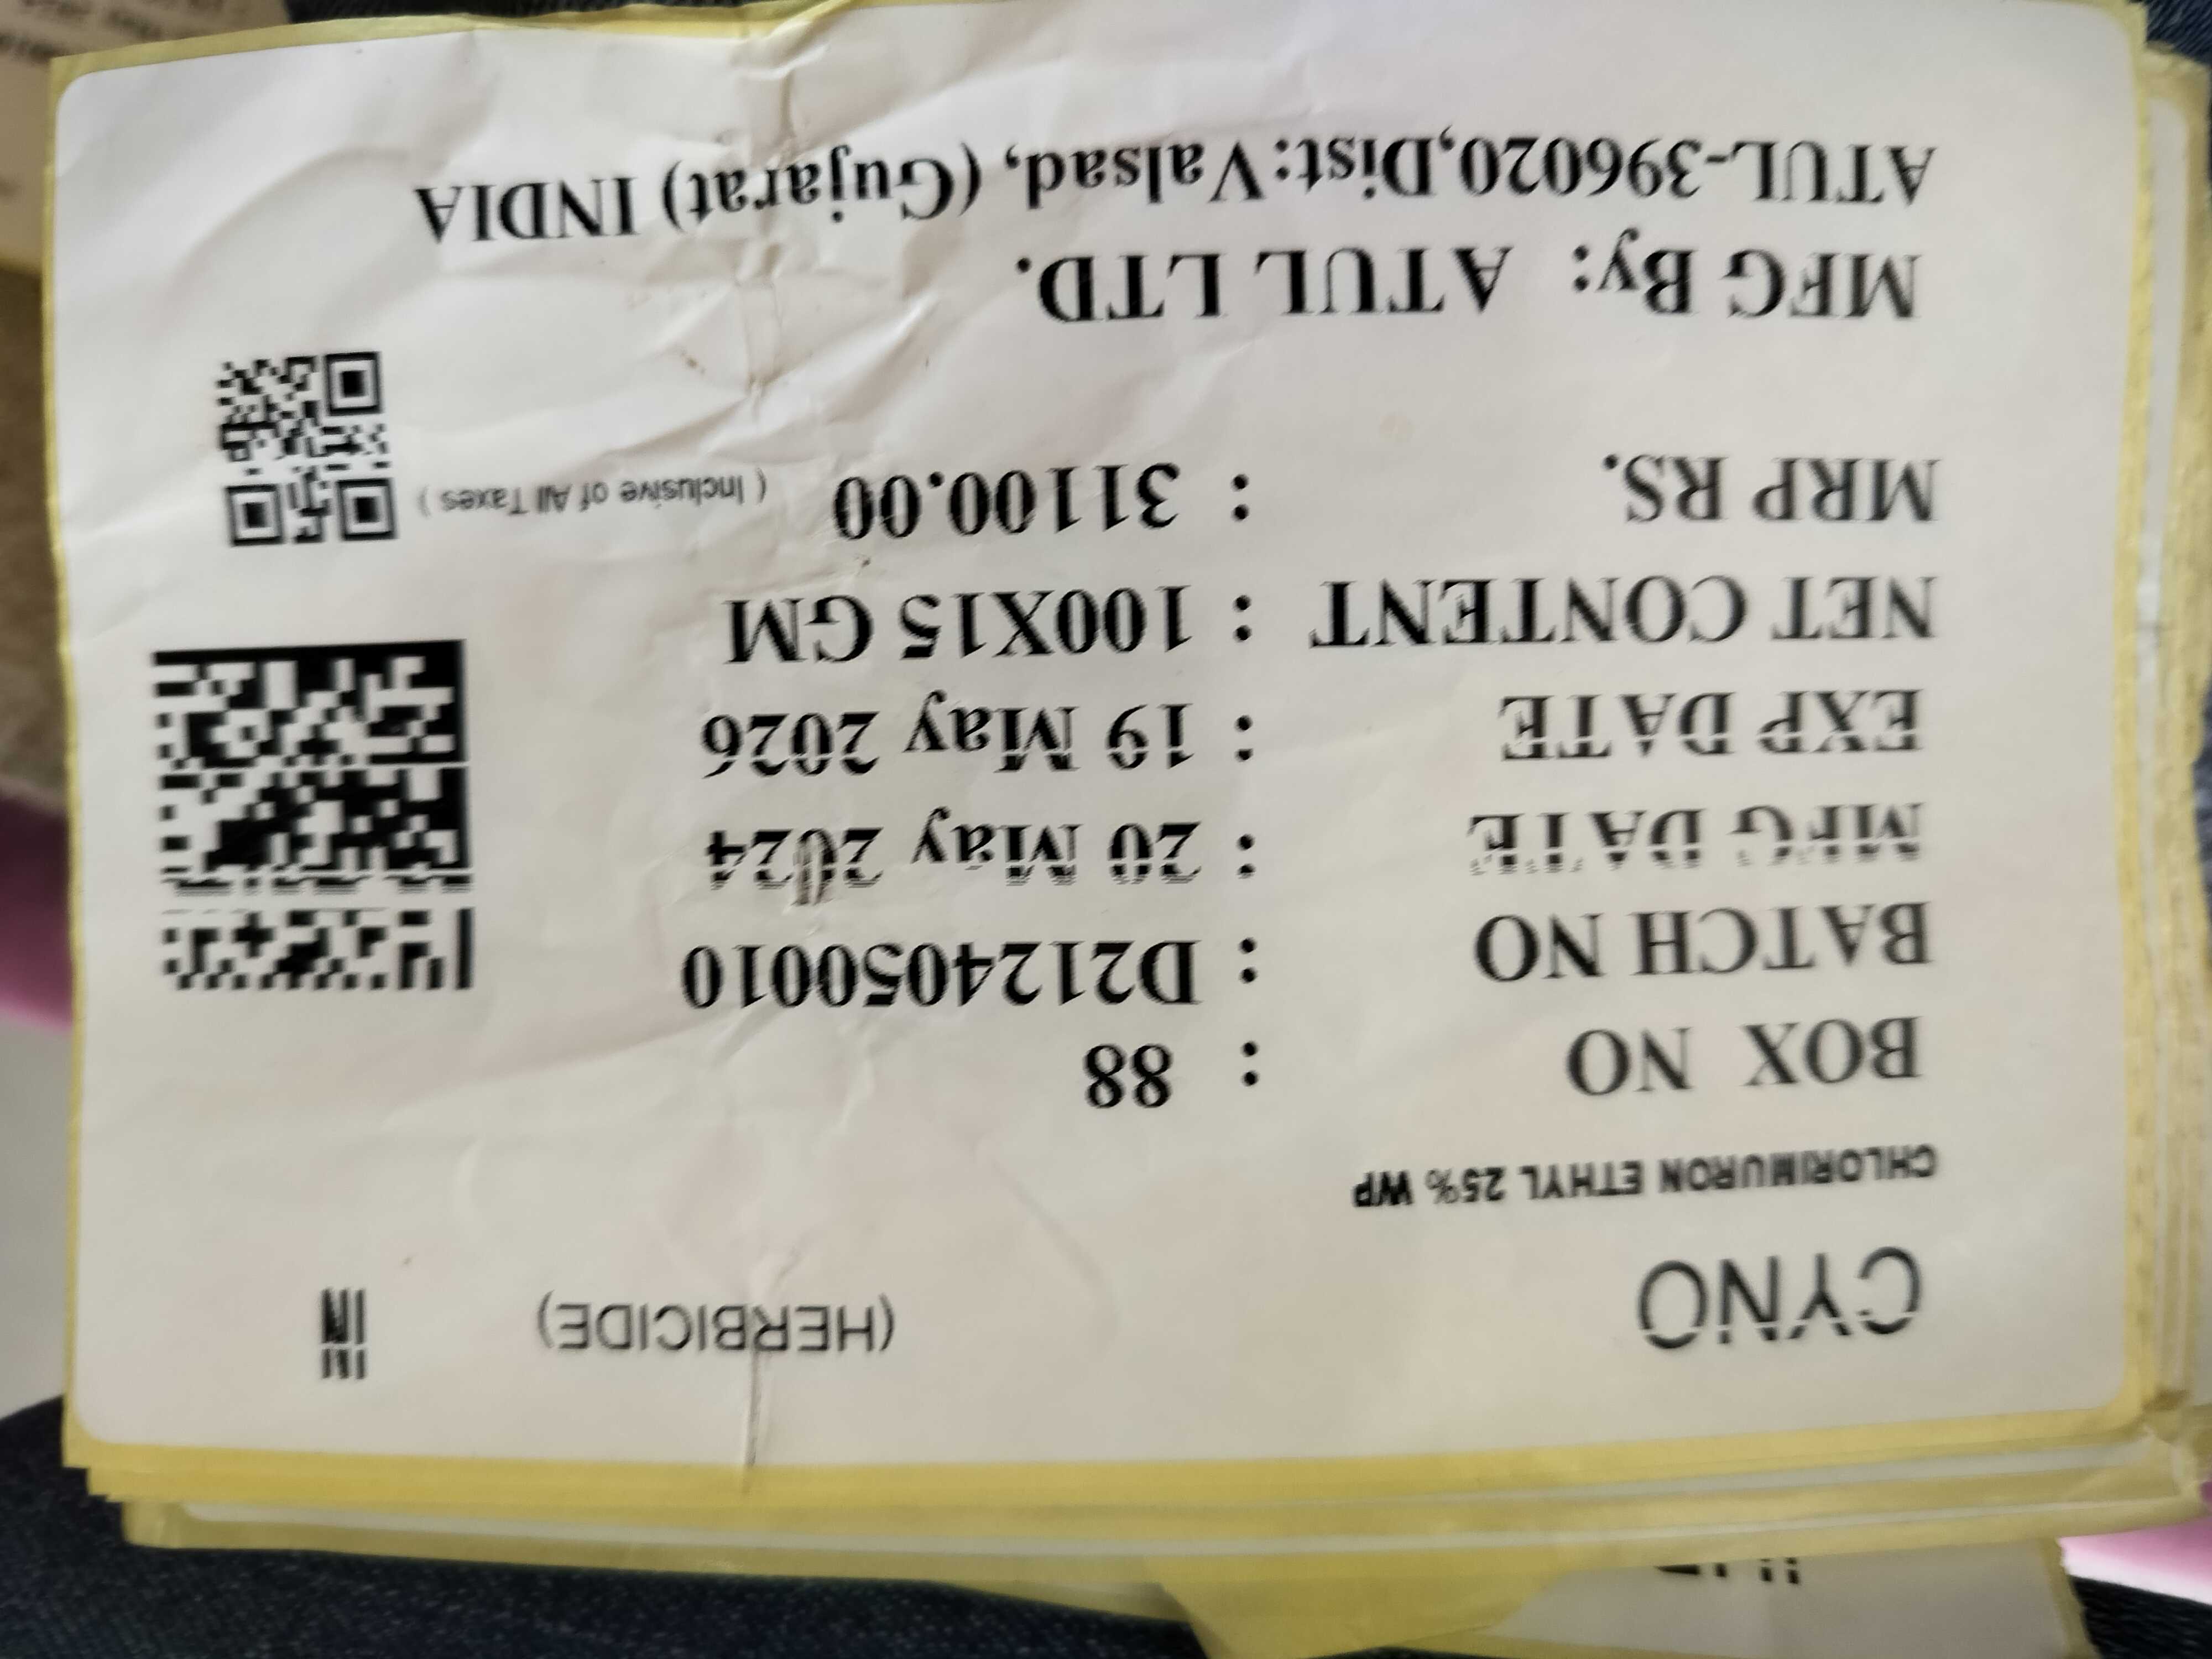 CYNO (HERBICIDE)
CHLORIMURON ETHYL 25% WP
BOX NO : 88
BATCH NO : D2124050010
MFG DATE : 20 May 2024
EXP DATE : 19 May 2026
NET CONTENT : 100X15 GM
MRP RS. : 31100.00 ( Inclusive of All Taxes )
MFG By: ATUL LTD.
ATUL-396020,Dist:Valsad, (Gujarat) INDIA